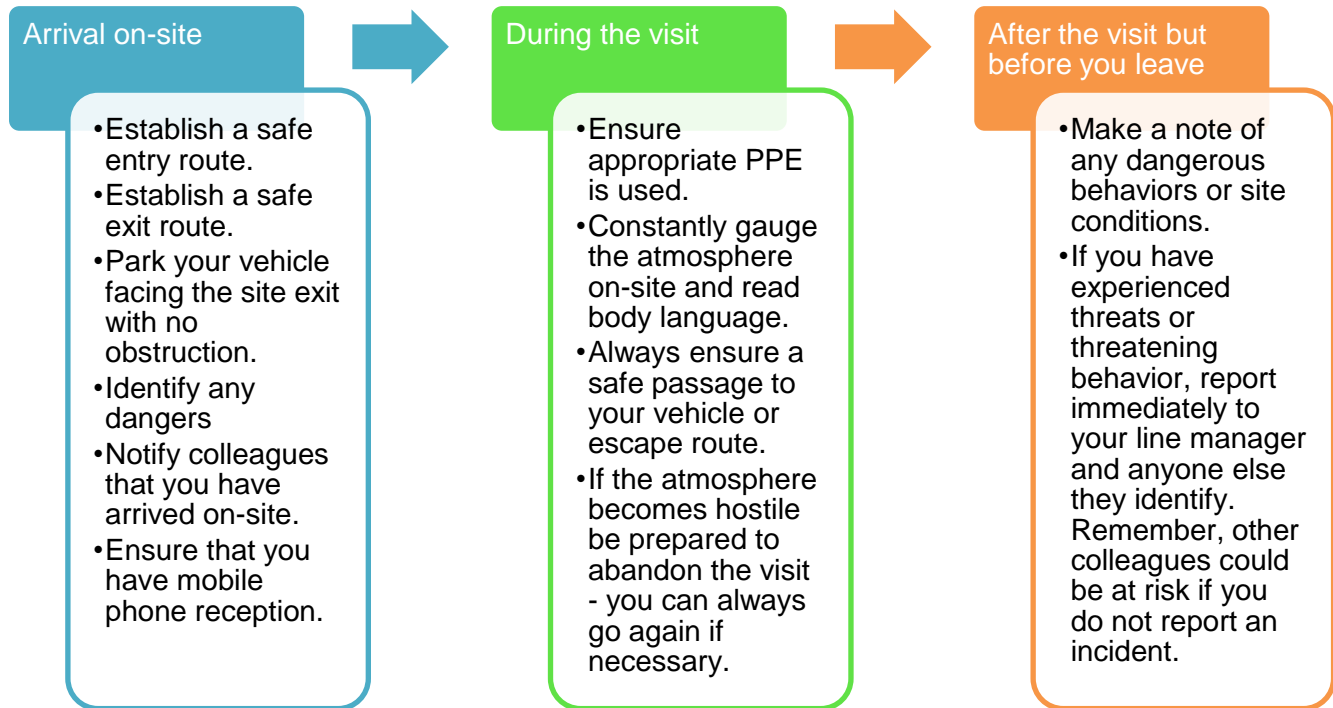 Arrival on-site
•Establish a safe
entry route.
•Establish a safe
exit route.
•Park your vehicle
facing the site exit
with no
obstruction.
•Identify any
dangers
•Notify colleagues
that you have
arrived on-site.
•Ensure that you
have mobile
phone reception.
During the visit
•Ensure
appropriate PPE
is used.
•Constantly gauge
the atmosphere
on-site and read
body language.
•Always ensure a
safe passage to
your vehicle or
escape route.
•If the atmosphere
becomes hostile
be prepared to
abandon the visit
- you can always
go again if
necessary.
After the visit but
before you leave
•Make a note of
any dangerous
behaviors or site
conditions.
•If you have
experienced
threats or
threatening
behavior, report
immediately to
your line manager
and anyone else
they identify.
Remember, other
colleagues could
be at risk if you
do not report an
incident.